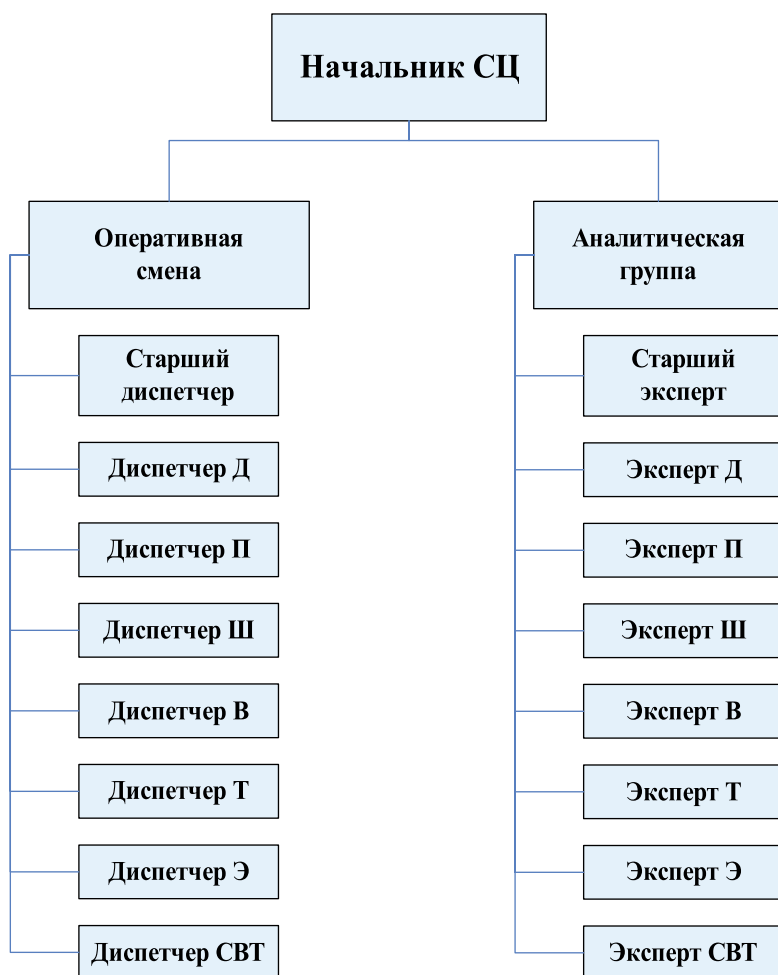 Начальник СЦ
Оперативная
смена
Старший
диспетчер
Диспетчер Д
Диспетчер П
Диспетчер Ш
Диспетчер В
Диспетчер Т
Диспетчер Э
Диспетчер СВТ
Аналитическая
группа
Старший
эксперт
Эксперт Д
Эксперт П
Эксперт Ш
Эксперт В
Эксперт Т
Эксперт Э
Эксперт СВТ